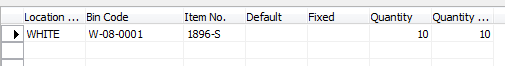 Location ... Bin Code Item No. Default Fixed Quantity Quantity ...
WHITE W-08-0001 1896-S 10 10